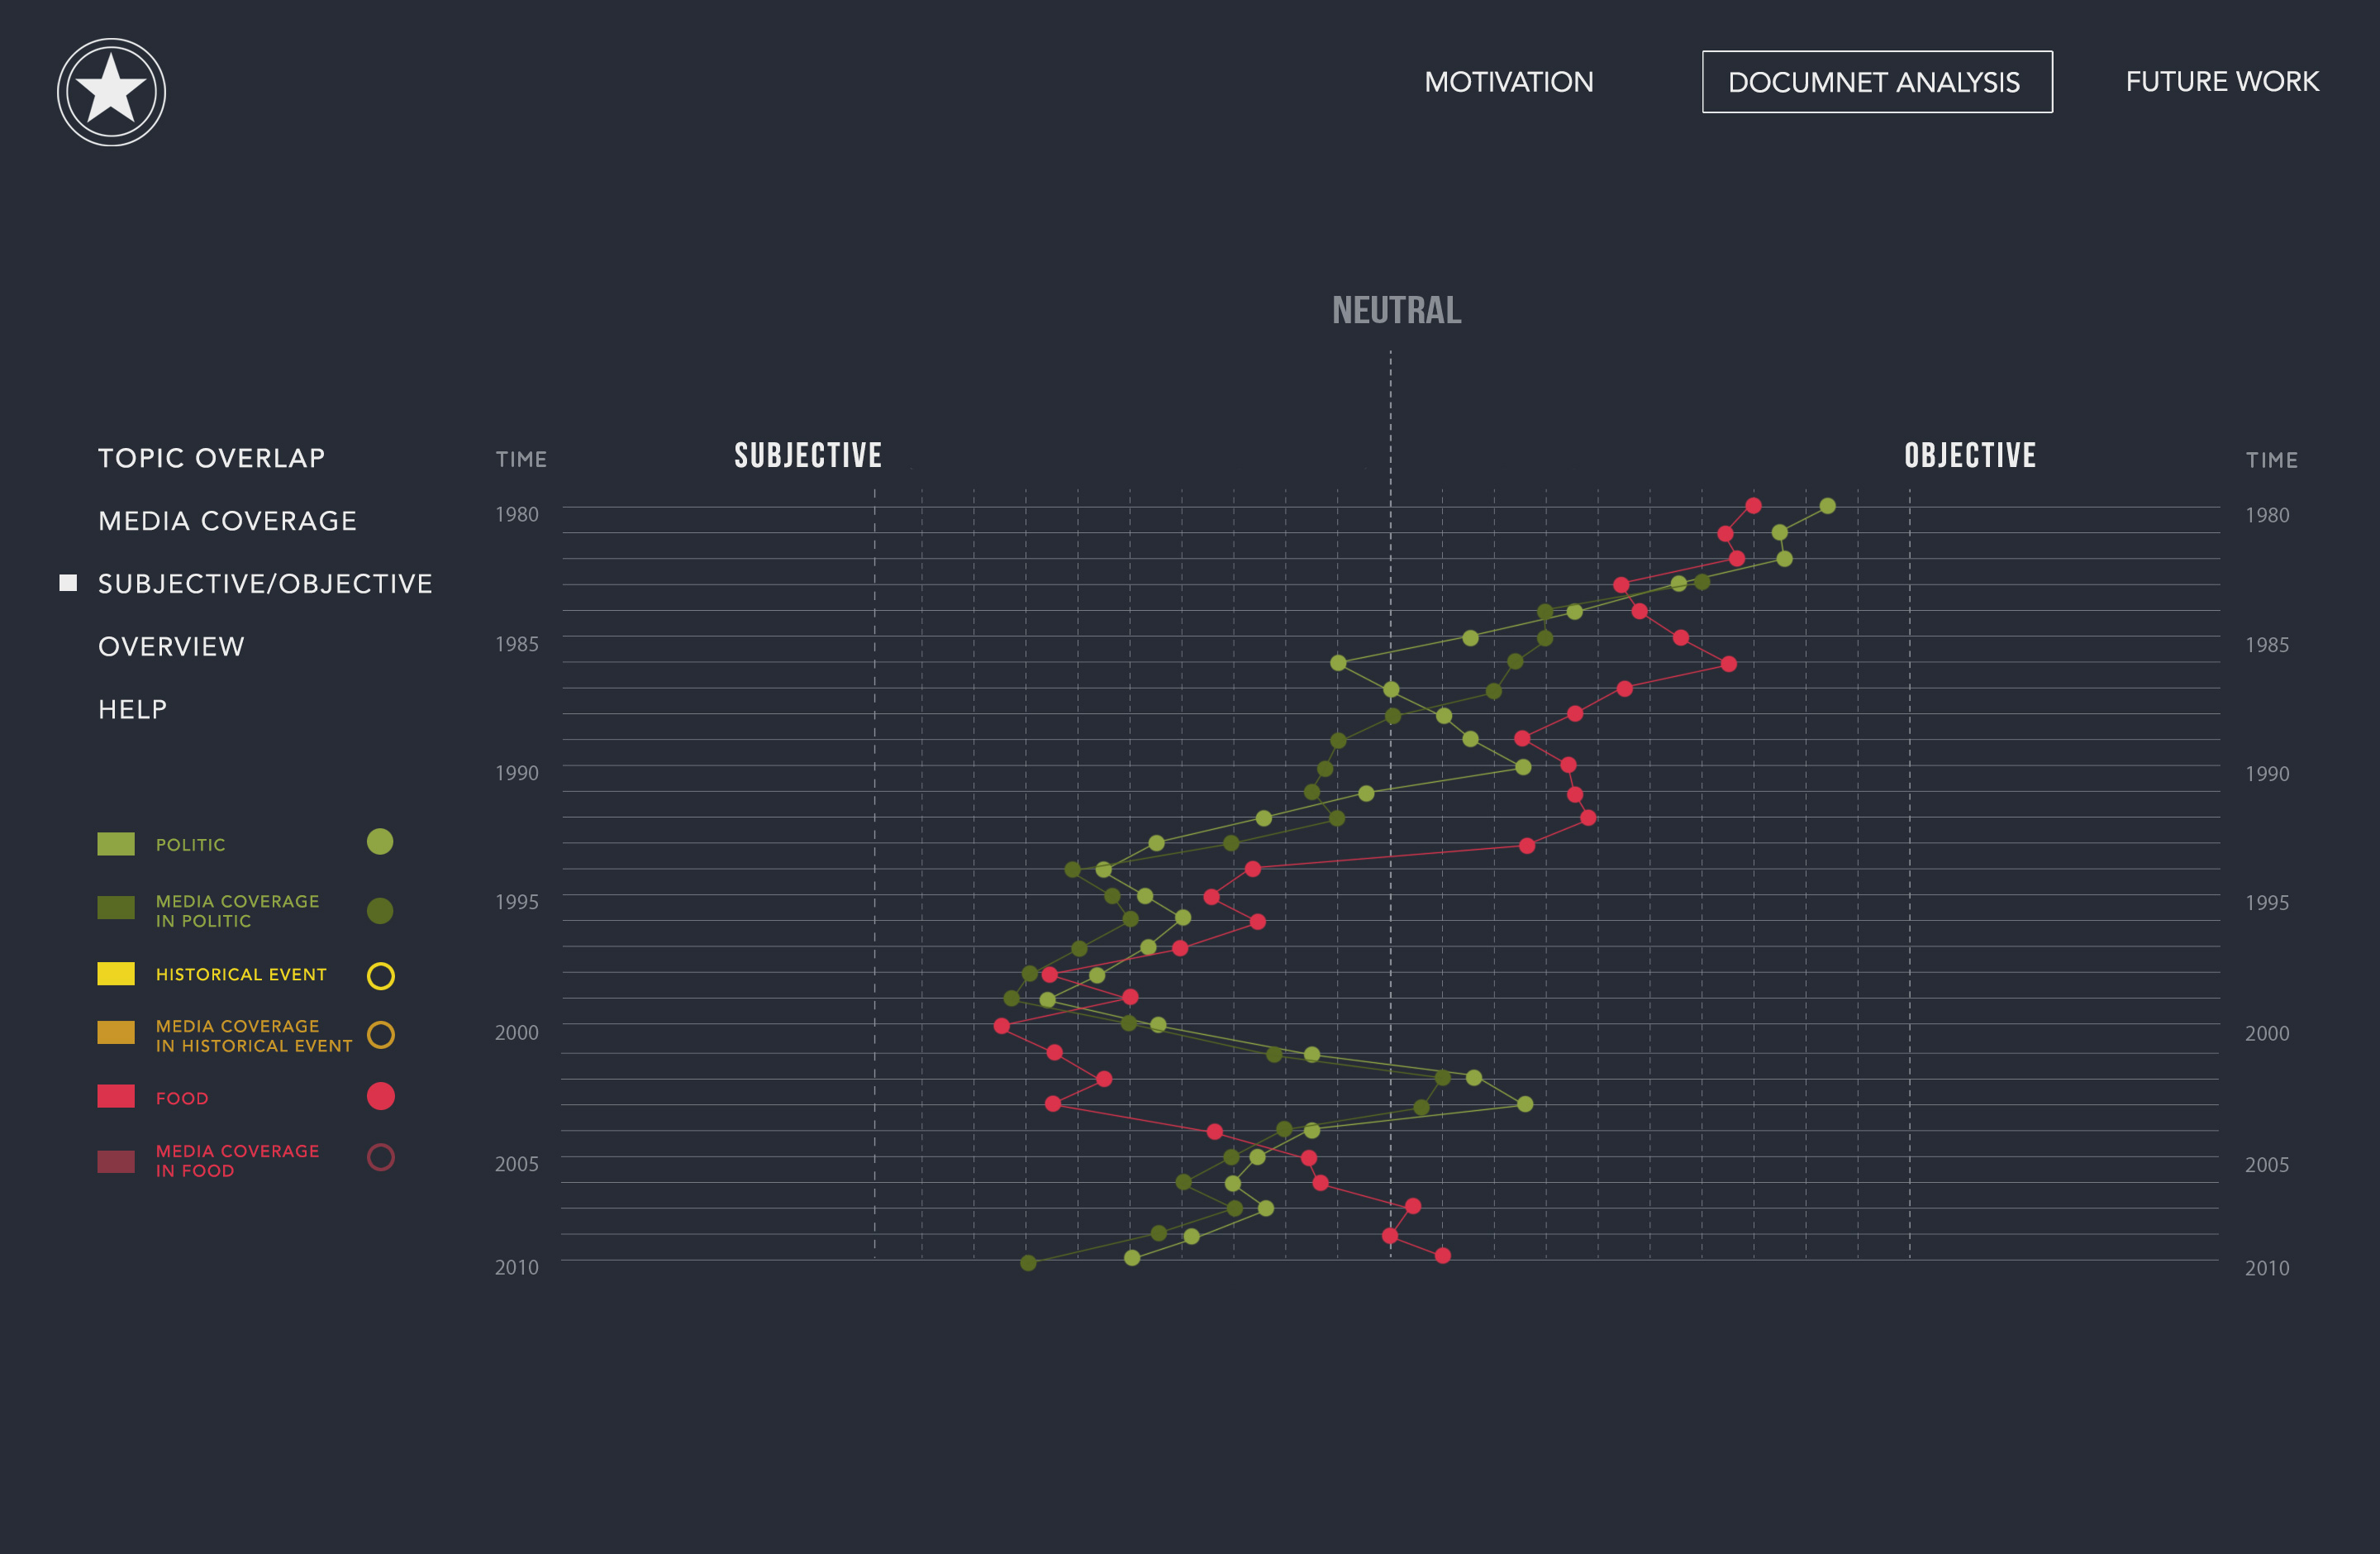 MOTIVATION
DOCUMNET ANALYSIS
FUTURE WORK
NEUTRAL
SUBJECTIVE
OBJECTIVE
TOPIC OVERLAP
MEDIA COVERAGE
SUBJECTIVE/OBJECTIVE
OVERVIEW
HELP
POLITIC
MEDIA COVERAGE
IN POLITIC
HISTORICAL EVENT
MEDIA COVERAGE
IN HISTORICAL EVENT
FOOD
MEDIA COVERAGE
IN FOOD
TIME
1980
1985
1990
1995
2000
2005
2010
TIME
1980
1985
1990
1995
2000
2005
2010